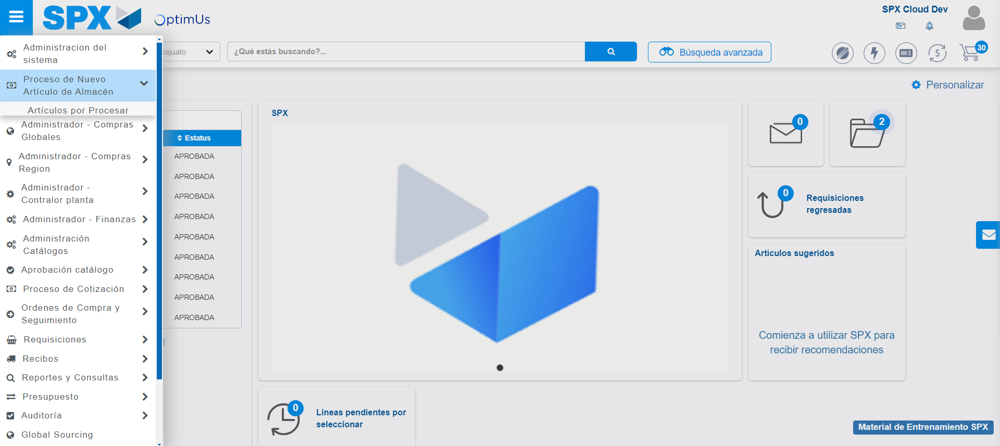 SPX
OptimUs
SPX Cloud Dev
najuato
¿Qué estás buscando?...
Búsqueda avanzada
30
Personalizar
Administracion del
sistema
Proceso de Nuevo
Artículo de Almacén
Artículos por Procesar
Administrador - Compras
Globales
Administrador - Compras
Region
Administrador -
Contralor planta
Administrador - Finanzas
Administración
Catálogos
Aprobación catálogo
Proceso de Cotización
Ordenes de Compra y
Seguimiento
Requisiciones
Recibos
Reportes y Consultas
Presupuesto
Auditoría
Global Sourcing
Estatus
APROBADA
APROBADA
APROBADA
APROBADA
APROBADA
APROBADA
APROBADA
APROBADA
APROBADA
SPX
0
2
0
Requisiciones
regresadas
Artículos sugeridos
Comienza a utilizar SPX para
recibir recomendaciones
0
Lineas pendientes por
seleccionar
Material de Entrenamiento SPX